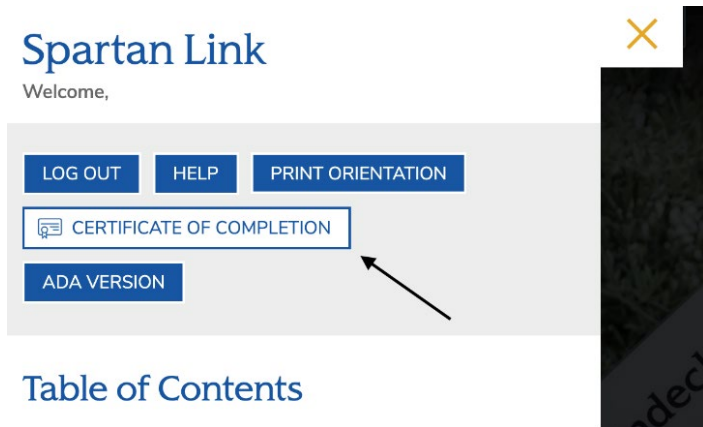 Spartan Link
Welcome,
LOG OUT HELP PRINT ORIENTATION
CERTIFICATE OF COMPLETION
ADA VERSION
Table of Contents